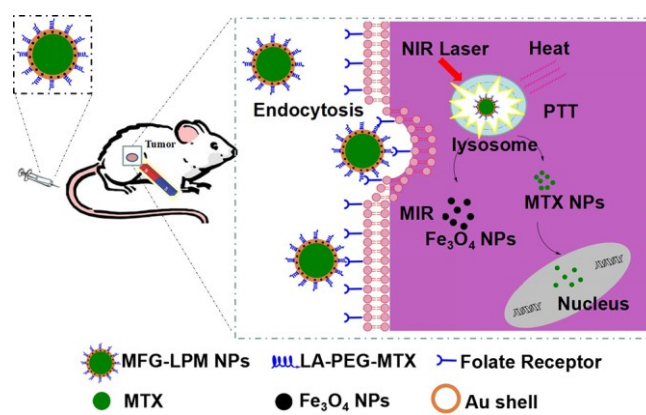 NIR Laser
Heat
Endocytosis
PTT
lysosome
Tumor
MIR
MTX NPs
Fe₃O₄ NPs
Nucleus
MFG-LPM NPs
LA-PEG-MTX
Folate Receptor
MTX
Fe₃O₄ NPs
Au shell